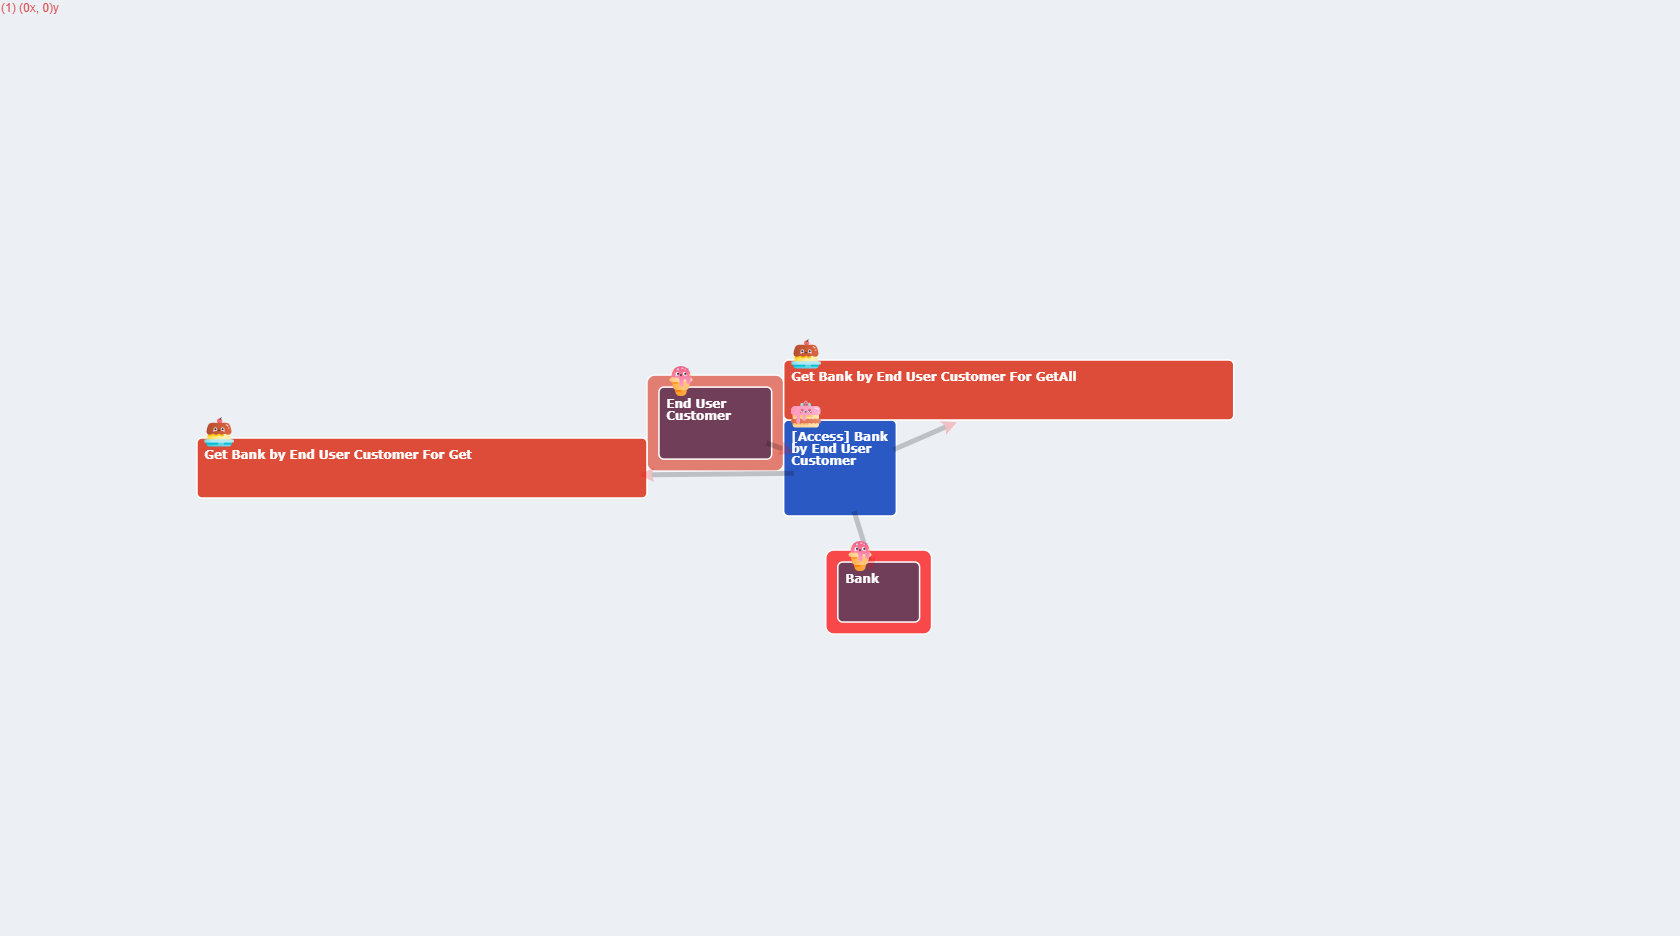 (1) (0x, 0)y
Get Bank by End User Customer For GetAll
End User
Customer
[Access] Bank
by End User
Customer
Get Bank by End User Customer For Get
Bank